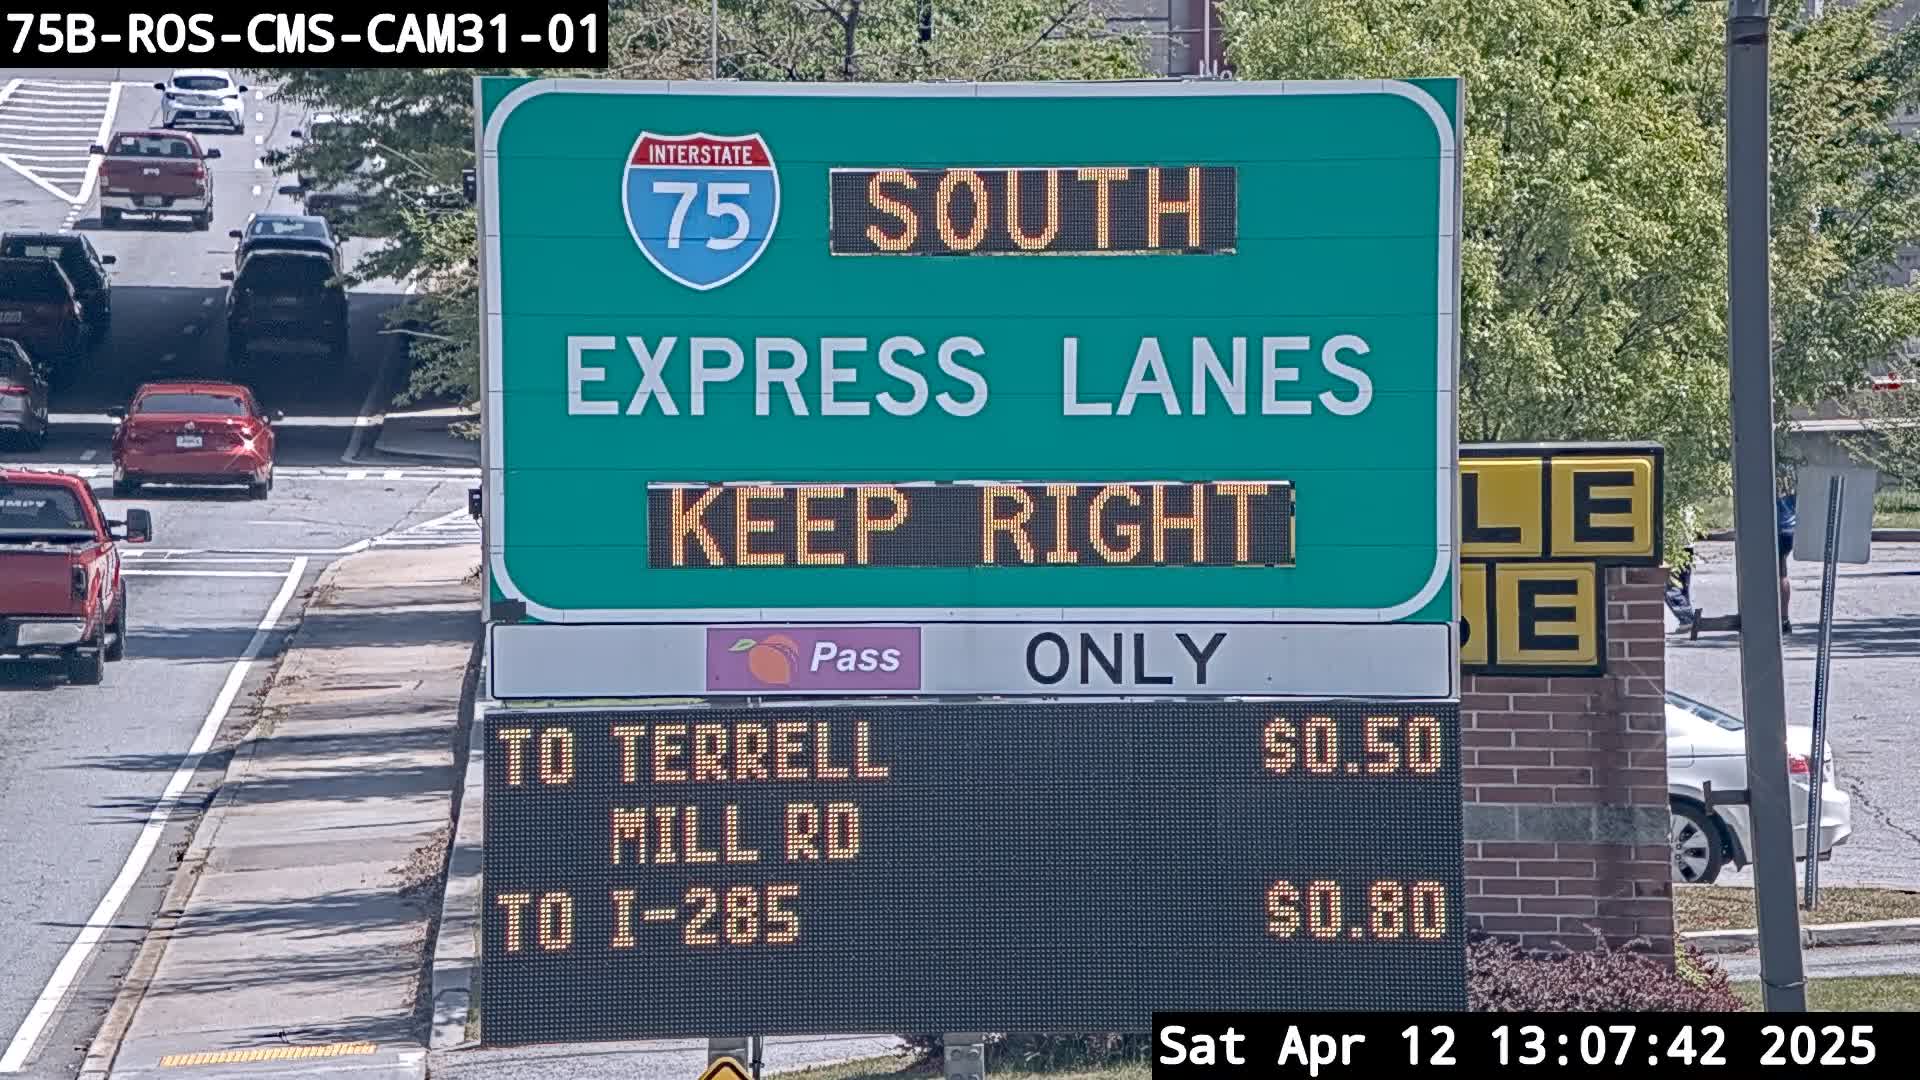 75B-ROS-CMS-CAM31-01
INTERSTATE
75
SOUTH
EXPRESS LANES
KEEP RIGHT
Pass ONLY
TO TERRELL $0.50
MILL RD
TO I-285 $0.80
LE
E
Sat Apr 12 13:07:42 2025